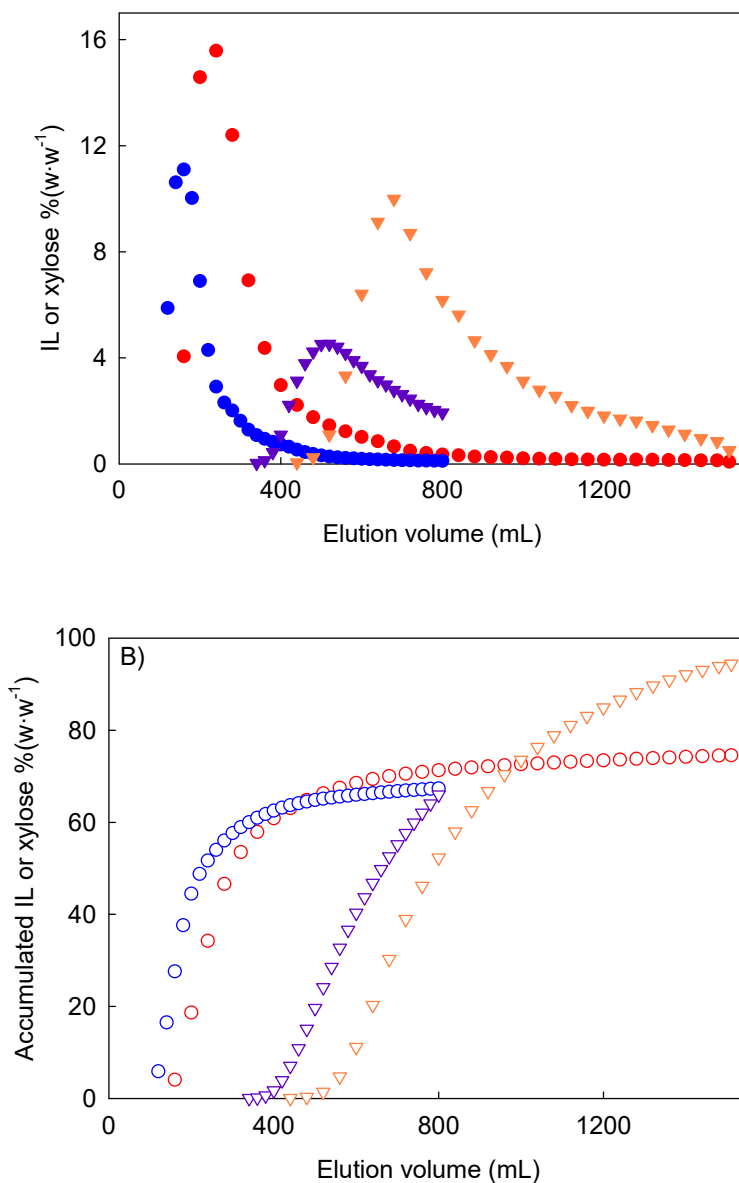 16
12
8
4
0
IL or xylose %(w·w⁻¹)
0 400 800 1200
Elution volume (mL)
100
80
60
40
20
0
B)
Accumulated IL or xylose %(w·w⁻¹)
0 400 800 1200
Elution volume (mL)